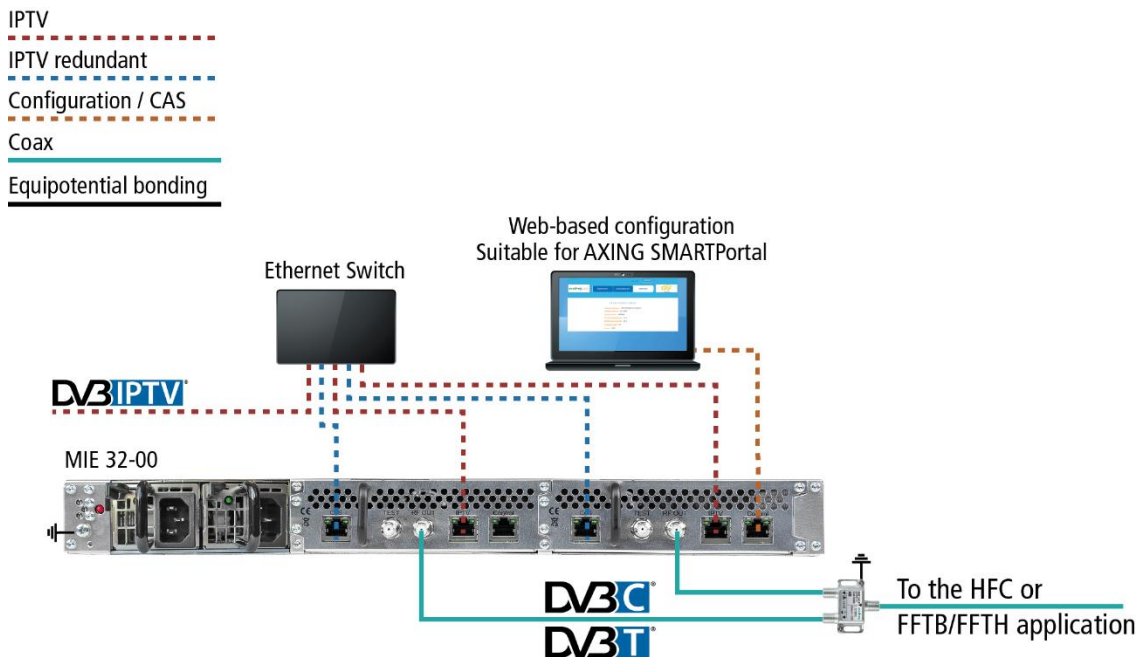 IPTV
IPTV redundant
Configuration / CAS
Coax
Equipotential bonding
Web-based configuration
Suitable for AXING SMARTPortal
Ethernet Switch
DVB IPTV
MIE 32-00
TEST RF OUT IPTV Control
TEST RF OUT IPTV
DVB C
DVB T
To the HFC or
FFTB/FFTH application